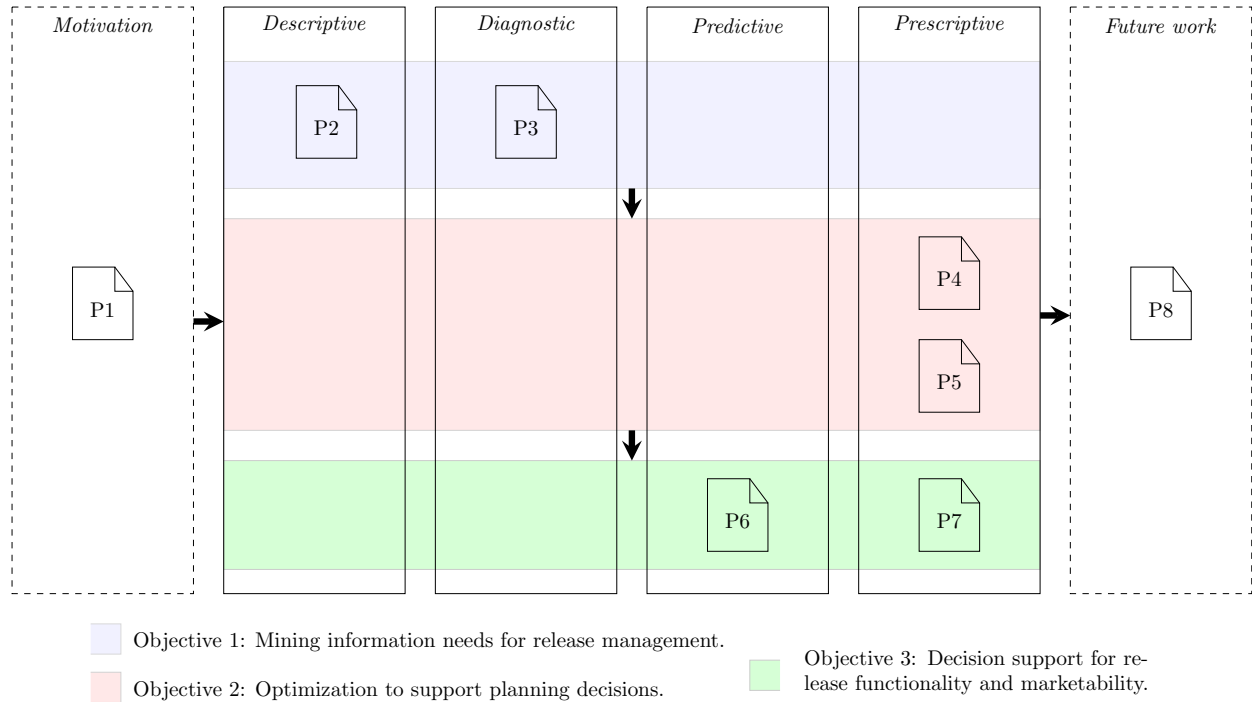 Motivation
Descriptive
Diagnostic
Predictive
Prescriptive
Future work
P2
P3
P4
P1
P8
P5
P6
P7
Objective 1: Mining information needs for release management.
Objective 2: Optimization to support planning decisions.
Objective 3: Decision support for re-
lease functionality and marketability.